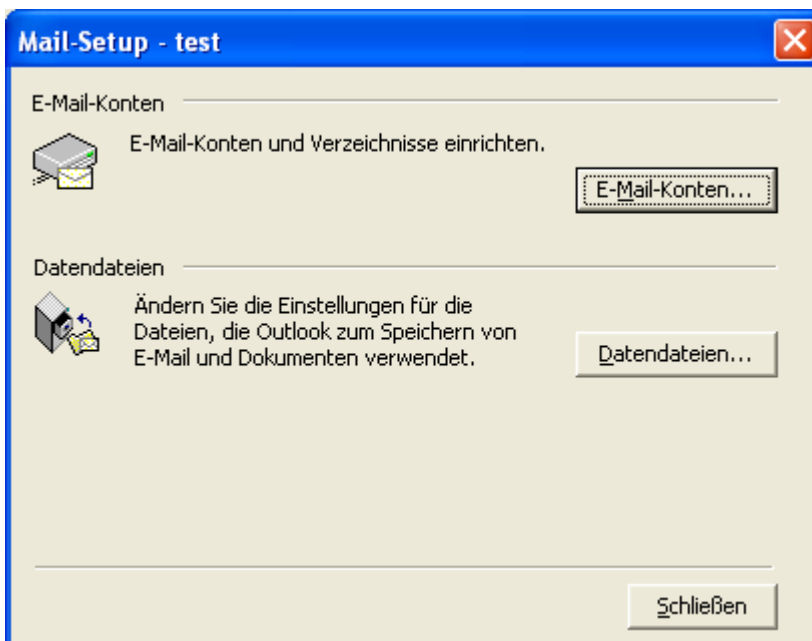 Mail-Setup - test
E-Mail-Konten
E-Mail-Konten und Verzeichnisse einrichten.
E-Mail-Konten...
Datendateien
Ändern Sie die Einstellungen für die
Dateien, die Outlook zum Speichern von
E-Mail und Dokumenten verwendet.
Datendateien...
Schließen